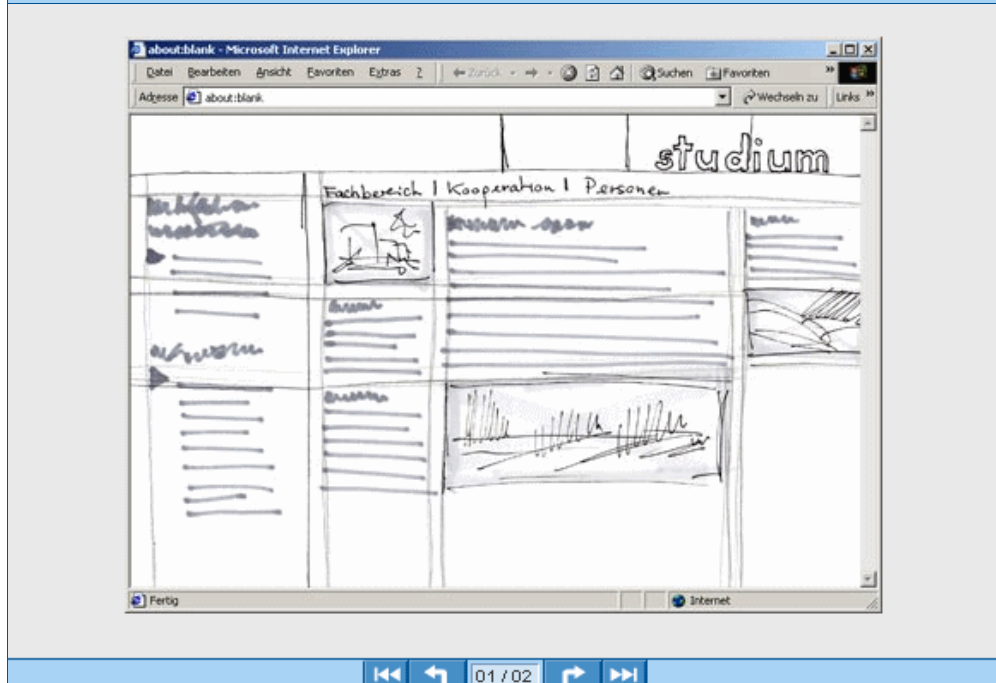 about:blank - Microsoft Internet Explorer
Datei Bearbeiten Ansicht Favoriten Extras ? Zurück Suchen Favoriten »
Adresse about:blank Wechseln zu Links »
studium
Fachbereich | Kooperation | Personen
Fertig Internet
01 / 02